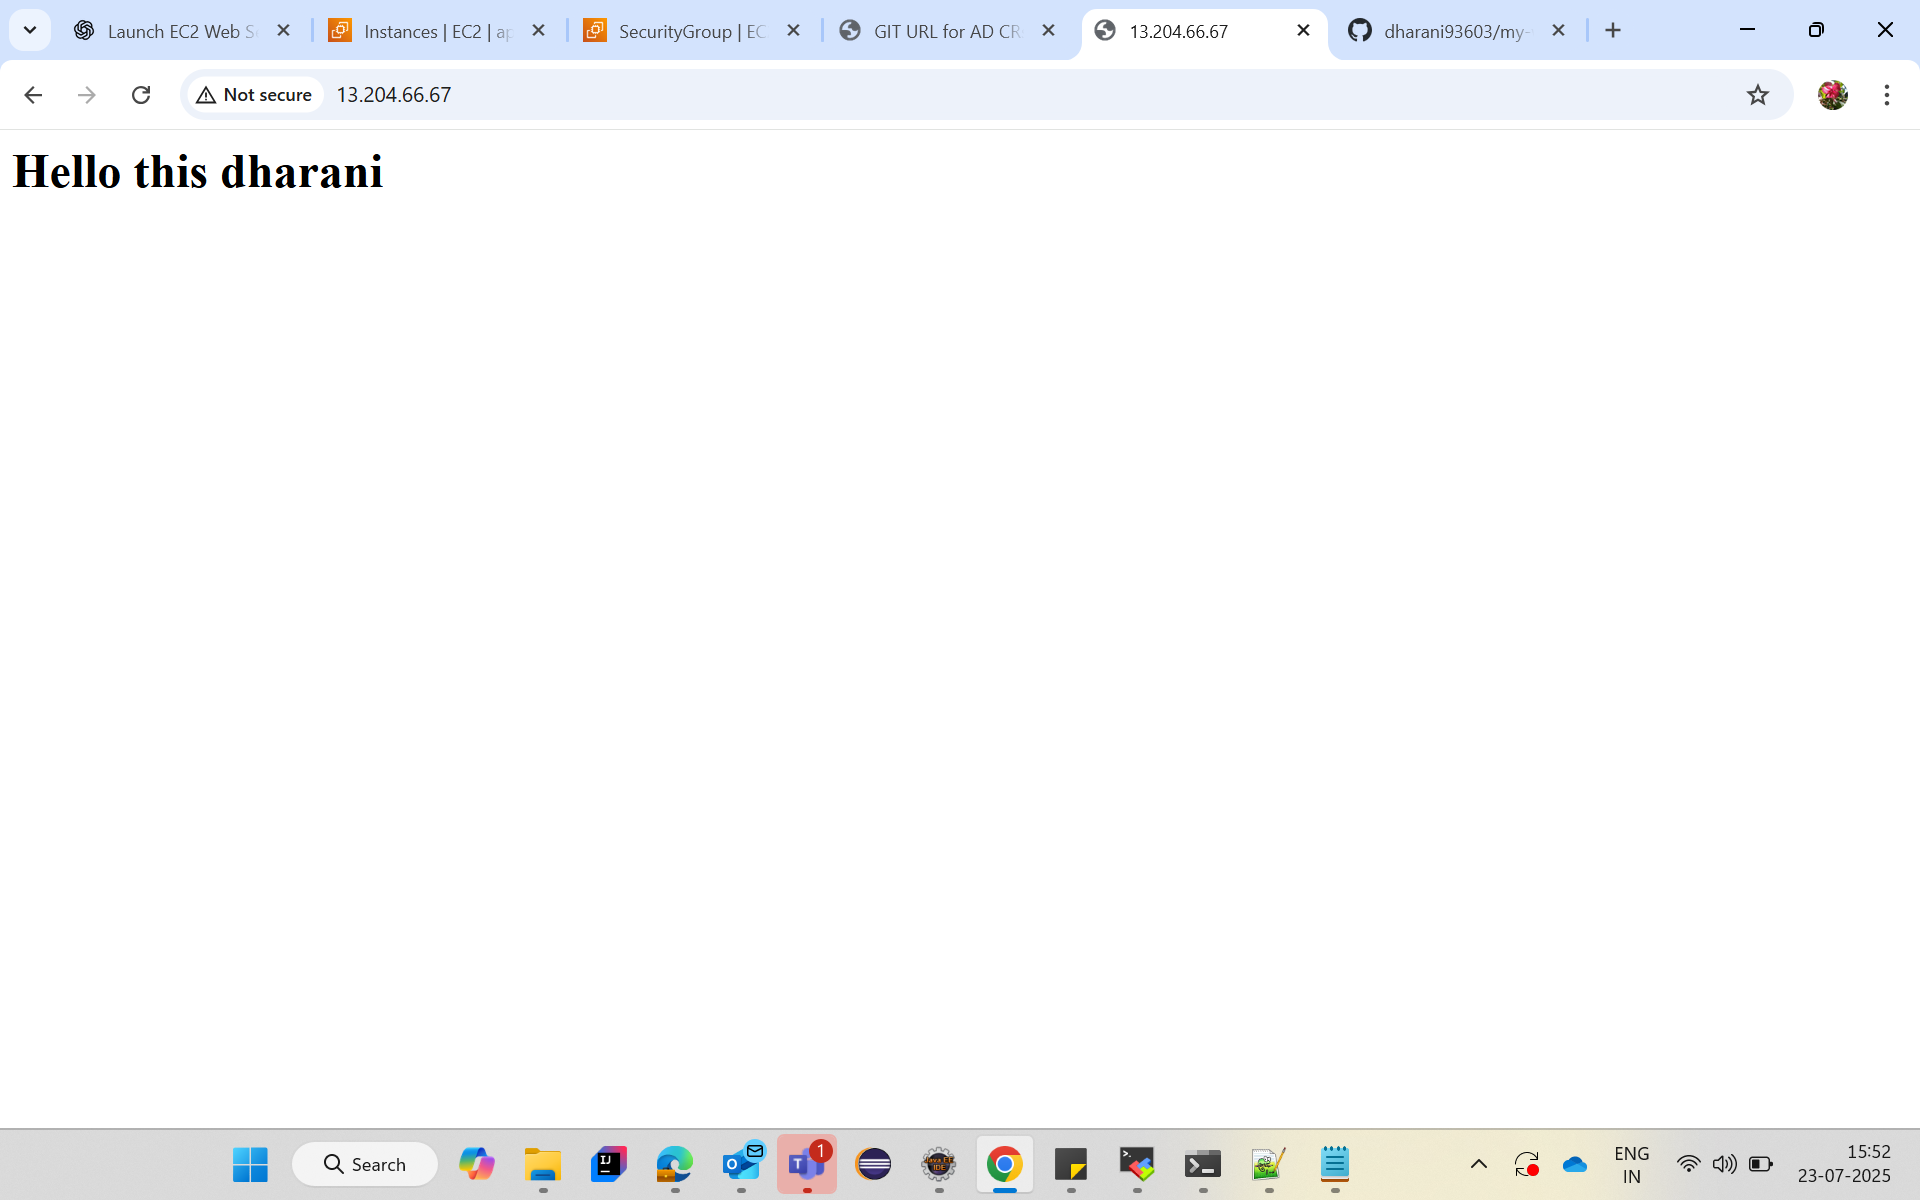 Launch EC2 Web S
Instances | EC2 | ap
SecurityGroup | EC
GIT URL for AD CR
13.204.66.67
dharani93603/my-
Not secure
13.204.66.67
Hello this dharani
Search
1
ENG
IN
15:52
23-07-2025